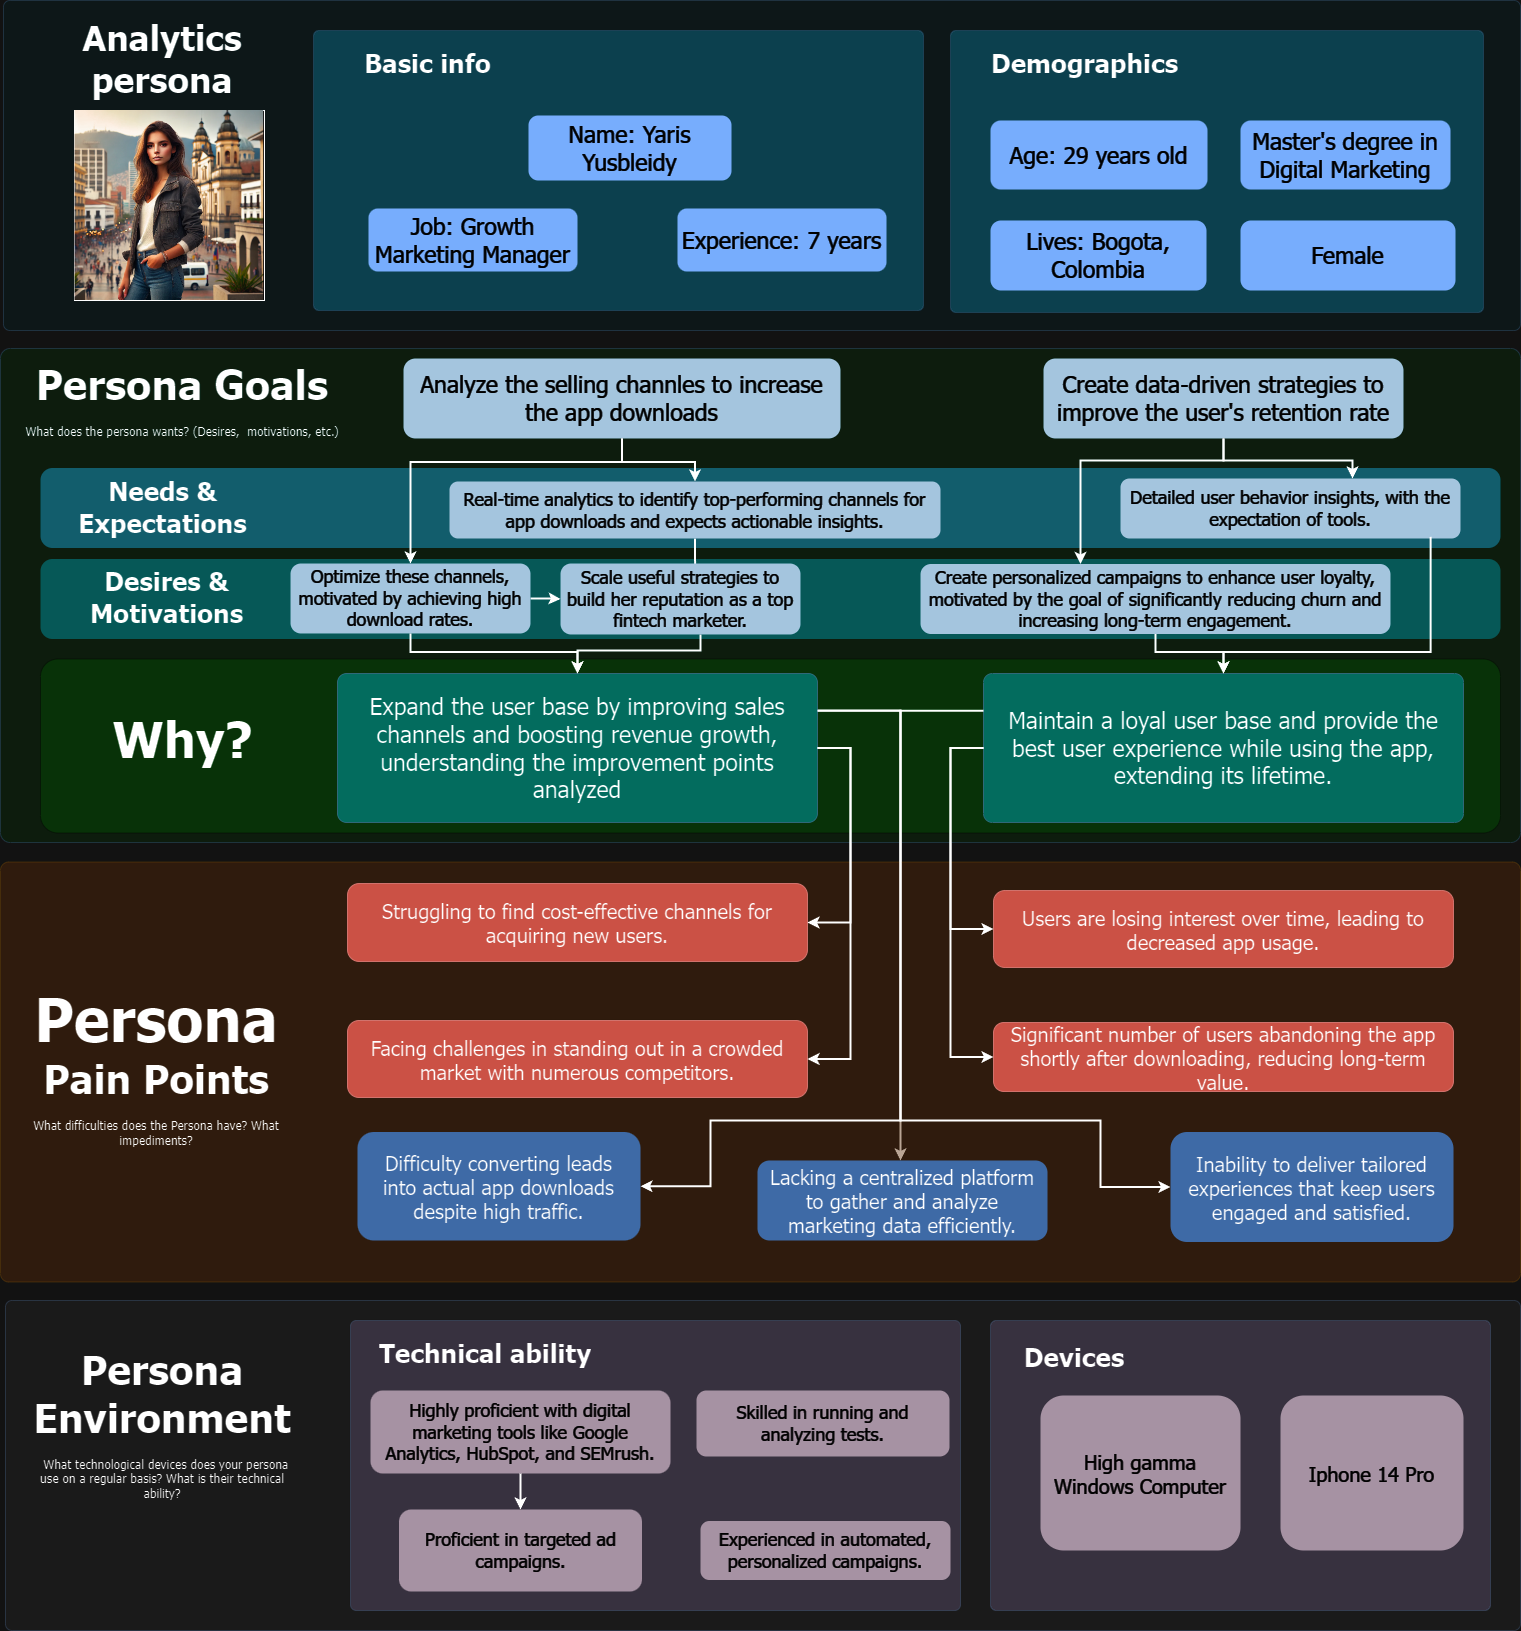 Analytics
persona
Basic info
Name: Yaris
Yusbleidy
Job: Growth
Marketing Manager
Experience: 7 years
Demographics
Age: 29 years old
Master's degree in
Digital Marketing
Lives: Bogota,
Colombia
Female
Persona Goals
What does the persona wants? (Desires, motivations, etc.)
Analyze the selling channles to increase
the app downloads
Create data-driven strategies to
improve the user's retention rate
Needs &
Expectations
Real-time analytics to identify top-performing channels for
app downloads and expects actionable insights.
Detailed user behavior insights, with the
expectation of tools.
Desires &
Motivations
Optimize these channels,
motivated by achieving high
download rates.
Scale useful strategies to
build her reputation as a top
fintech marketer.
Create personalized campaigns to enhance user loyalty,
motivated by the goal of significantly reducing churn and
increasing long-term engagement.
Why?
Expand the user base by improving sales
channels and boosting revenue growth,
understanding the improvement points
analyzed
Maintain a loyal user base and provide the
best user experience while using the app,
extending its lifetime.
Persona
Pain Points
What difficulties does the Persona have? What
impediments?
Struggling to find cost-effective channels for
acquiring new users.
Users are losing interest over time, leading to
decreased app usage.
Facing challenges in standing out in a crowded
market with numerous competitors.
Significant number of users abandoning the app
shortly after downloading, reducing long-term
value.
Difficulty converting leads
into actual app downloads
despite high traffic.
Lacking a centralized platform
to gather and analyze
marketing data efficiently.
Inability to deliver tailored
experiences that keep users
engaged and satisfied.
Persona
Environment
What technological devices does your persona
use on a regular basis? What is their technical
ability?
Technical ability
Highly proficient with digital
marketing tools like Google
Analytics, HubSpot, and SEMrush.
Skilled in running and
analyzing tests.
Proficient in targeted ad
campaigns.
Experienced in automated,
personalized campaigns.
Devices
High gamma
Windows Computer
Iphone 14 Pro